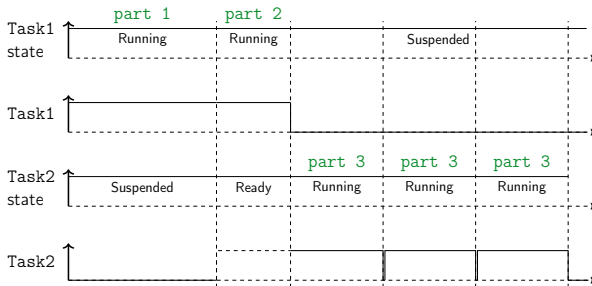 part 1 part 2
Task1 state
Running Running Suspended
Task1
part 3 part 3 part 3
Task2 state
Suspended Ready Running Running Running
Task2